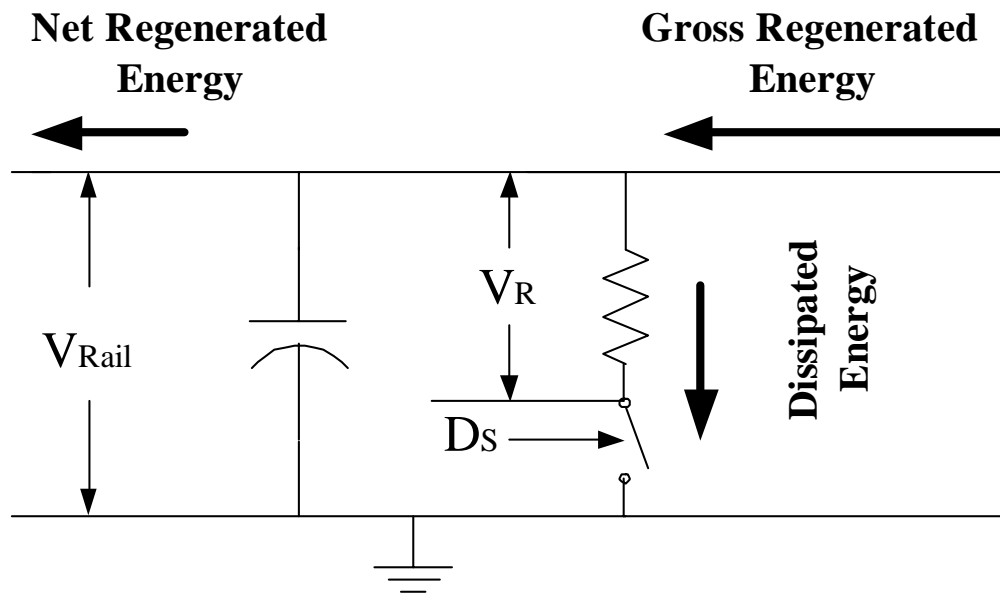 Net Regenerated
Energy
Gross Regenerated
Energy
VRail
VR
DS
Dissipated
Energy